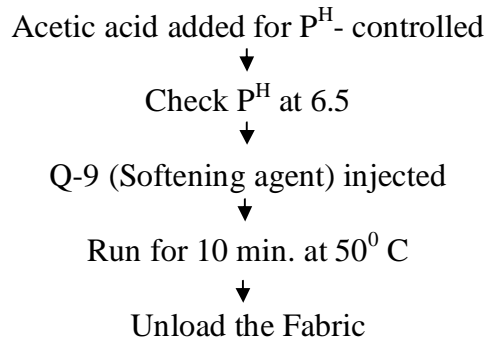 Acetic acid added for Pᴴ- controlled
Check Pᴴ at 6.5
Q-9 (Softening agent) injected
Run for 10 min. at 50⁰ C
Unload the Fabric